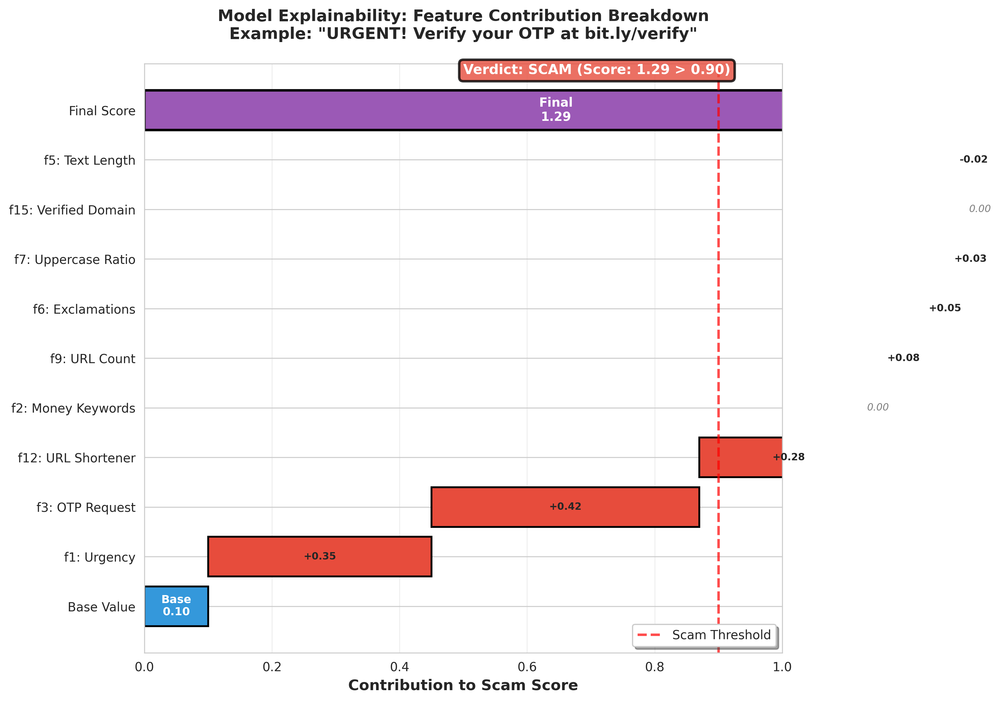 Model Explainability: Feature Contribution Breakdown
Example: "URGENT! Verify your OTP at bit.ly/verify"
Verdict: SCAM (Score: 1.29 > 0.90)
Final Score
Final
1.29
f5: Text Length
-0.02
f15: Verified Domain
0.00
f7: Uppercase Ratio
+0.03
f6: Exclamations
+0.05
f9: URL Count
+0.08
f2: Money Keywords
0.00
f12: URL Shortener
+0.28
f3: OTP Request
+0.42
f1: Urgency
+0.35
Base Value
Base
0.10
Scam Threshold
0.0 0.2 0.4 0.6 0.8 1.0
Contribution to Scam Score